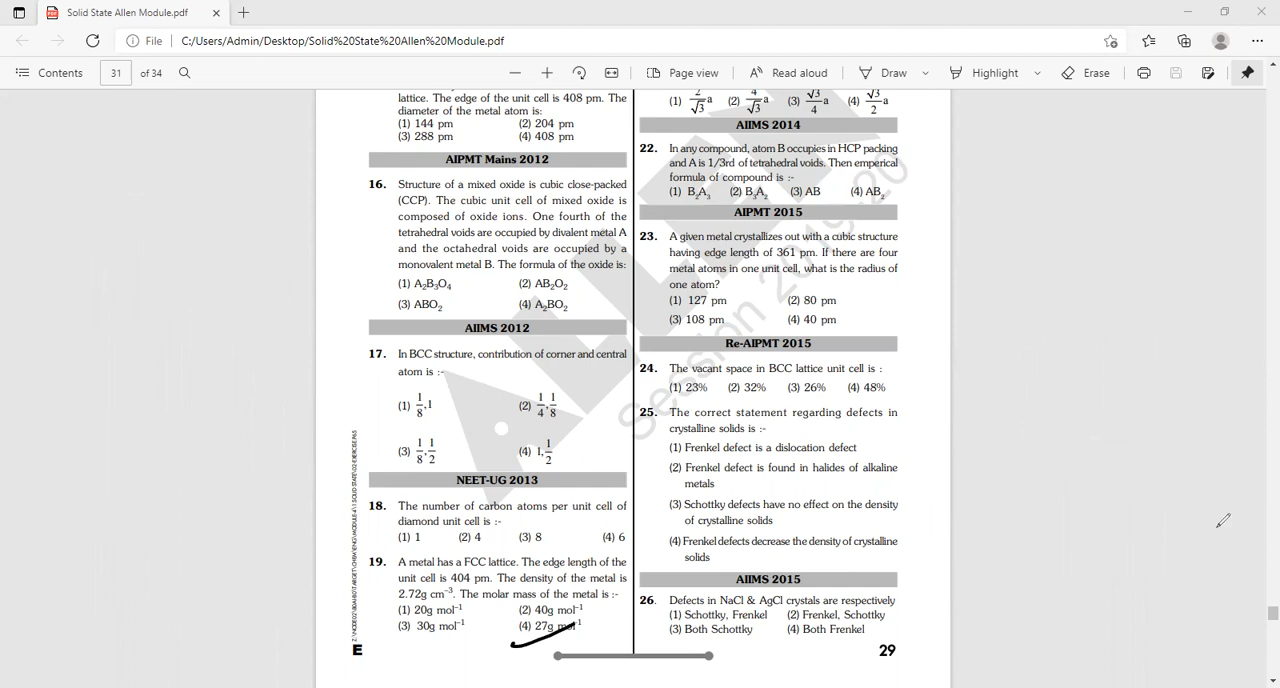 Solid State Allen Module.pdf
File C:/Users/Admin/Desktop/Solid%20State%20Allen%20Module.pdf
Contents 31 of 34 Page view Read aloud Draw Highlight Erase
lattice. The edge of the unit cell is 408 pm. The
diameter of the metal atom is:
(1) 144 pm (2) 204 pm
(3) 288 pm (4) 408 pm
AIPMT Mains 2012
16. Structure of a mixed oxide is cubic close-packed
(CCP). The cubic unit cell of mixed oxide is
composed of oxide ions. One fourth of the
tetrahedral voids are occupied by divalent metal A
and the octahedral voids are occupied by a
monovalent metal B. The formula of the oxide is:
(1) A₂B₃O₄ (2) AB₂O₂
(3) ABO₂ (4) A₂BO₂
AIIMS 2012
17. In BCC structure, contribution of corner and central
atom is :-
(1) 1/8,1 (2) 1/4,1/8
(3) 1/8,1/2 (4) 1,1/2
NEET-UG 2013
18. The number of carbon atoms per unit cell of
diamond unit cell is :-
(1) 1 (2) 4 (3) 8 (4) 6
19. A metal has a FCC lattice. The edge length of the
unit cell is 404 pm. The density of the metal is
2.72g cm⁻³. The molar mass of the metal is :-
(1) 20g mol⁻¹ (2) 40g mol⁻¹
(3) 30g mol⁻¹ (4) 27g mol⁻¹
E
(1) 2/√3 a (2) 4/√3 a (3) √3/4 a (4) √3/2 a
AIIMS 2014
22. In any compound, atom B occupies in HCP packing
and A is 1/3rd of tetrahedral voids. Then emperical
formula of compound is :-
(1) B₂A₃ (2) B₃A₂ (3) AB (4) AB₂
AIPMT 2015
23. A given metal crystallizes out with a cubic structure
having edge length of 361 pm. If there are four
metal atoms in one unit cell, what is the radius of
one atom?
(1) 127 pm (2) 80 pm
(3) 108 pm (4) 40 pm
Re-AIPMT 2015
24. The vacant space in BCC lattice unit cell is :
(1) 23% (2) 32% (3) 26% (4) 48%
25. The correct statement regarding defects in
crystalline solids is :-
(1) Frenkel defect is a dislocation defect
(2) Frenkel defect is found in halides of alkaline
metals
(3) Schottky defects have no effect on the density
of crystalline solids
(4) Frenkel defects decrease the density of crystalline
solids
AIIMS 2015
26. Defects in NaCl & AgCl crystals are respectively
(1) Schottky, Frenkel (2) Frenkel, Schottky
(3) Both Schottky (4) Both Frenkel
29
ALLEN
Session 2019-20